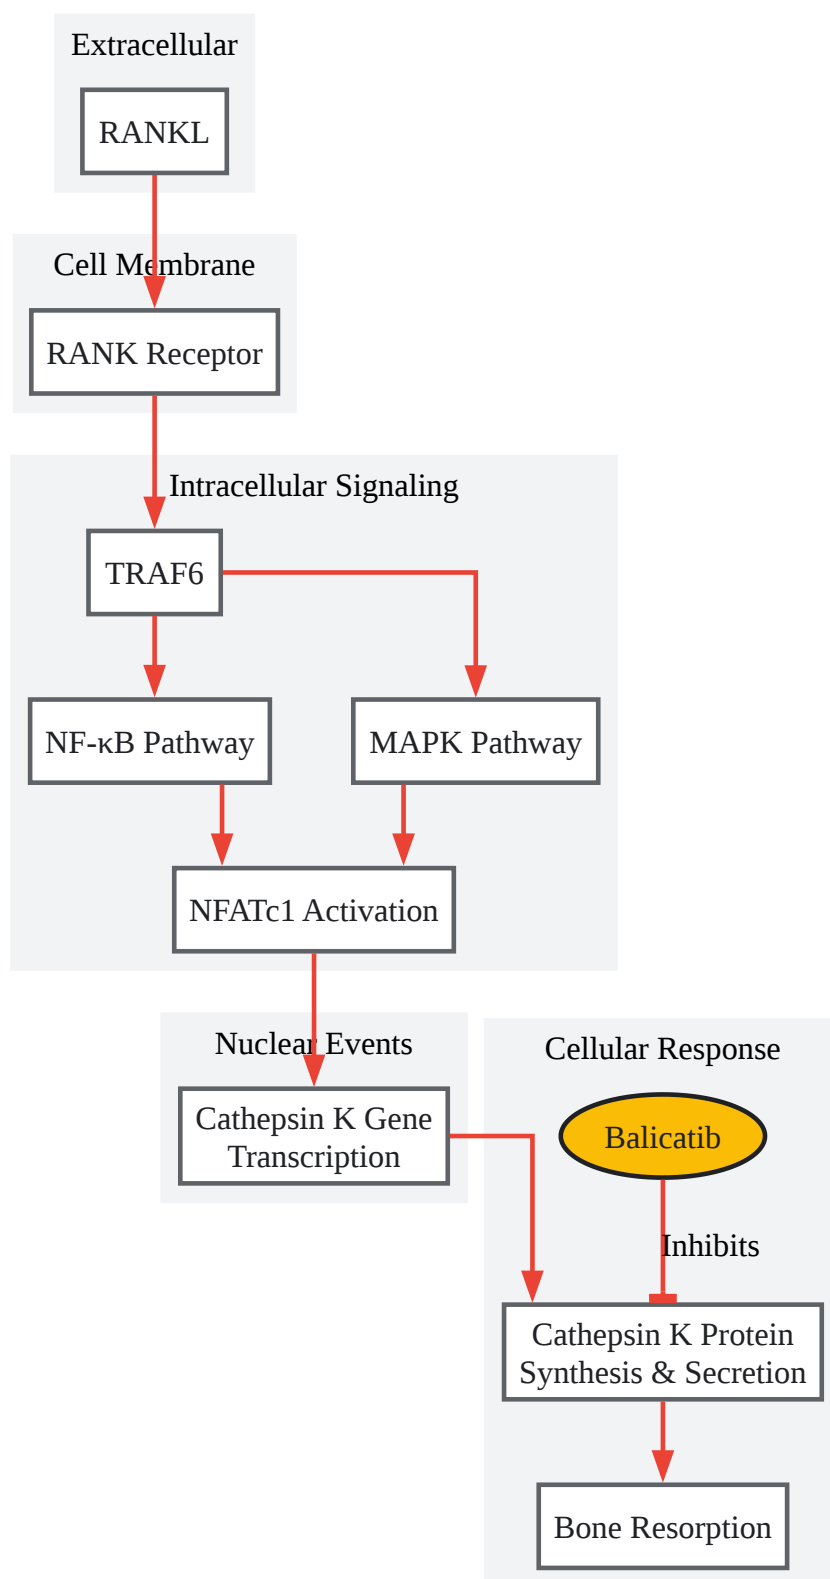 Extracellular
RANKL
Cell Membrane
RANK Receptor
Intracellular Signaling
TRAF6
NF-κB Pathway
MAPK Pathway
NFATc1 Activation
Nuclear Events
Cathepsin K Gene
Transcription
Cellular Response
Balicatib
Inhibits
Cathepsin K Protein
Synthesis & Secretion
Bone Resorption